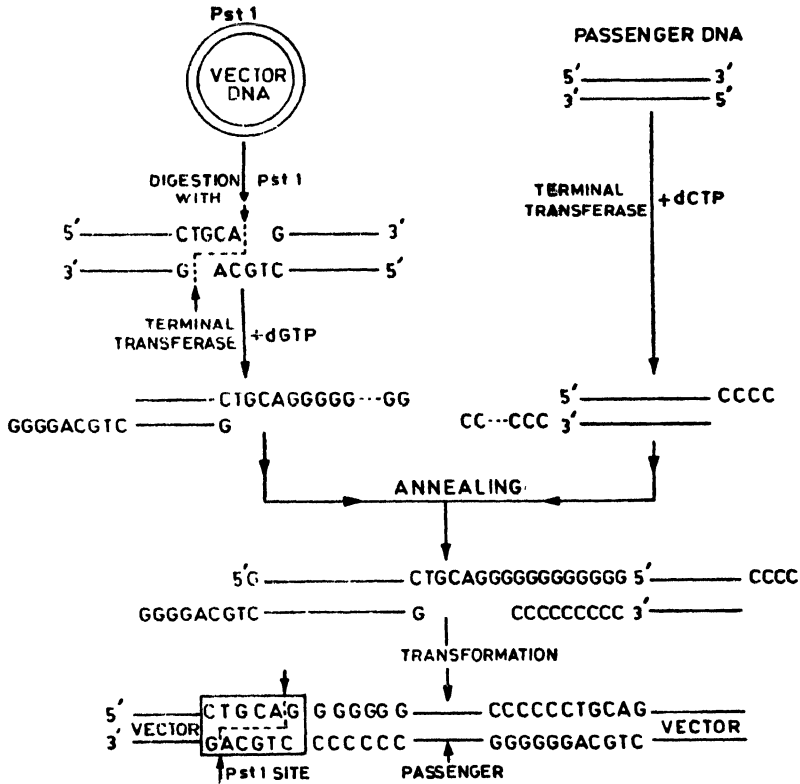 Pst 1
VECTOR
DNA
PASSENGER DNA
5′ 3′
3′ 5′
DIGESTION Pst 1
WITH
TERMINAL
TRANSFERASE +dCTP
5′ CTGCA G 3′
3′ G ACGTC 5′
TERMINAL
TRANSFERASE +dGTP
CTGCAGGGGG---GG
GGGGACGTC G
5′ CCCC
CC---CCC 3′
ANNEALING
5′G CTGCAGGGGGGGGGGGG 5′ CCCC
GGGGACGTC G CCCCCCCCC 3′
TRANSFORMATION
5′ CTGCAG G GGGGG G CCCCCCTGCAG
VECTOR VECTOR
3′ GACGTC CCCCCC GGGGGGACGTC
Pst 1 SITE PASSENGER